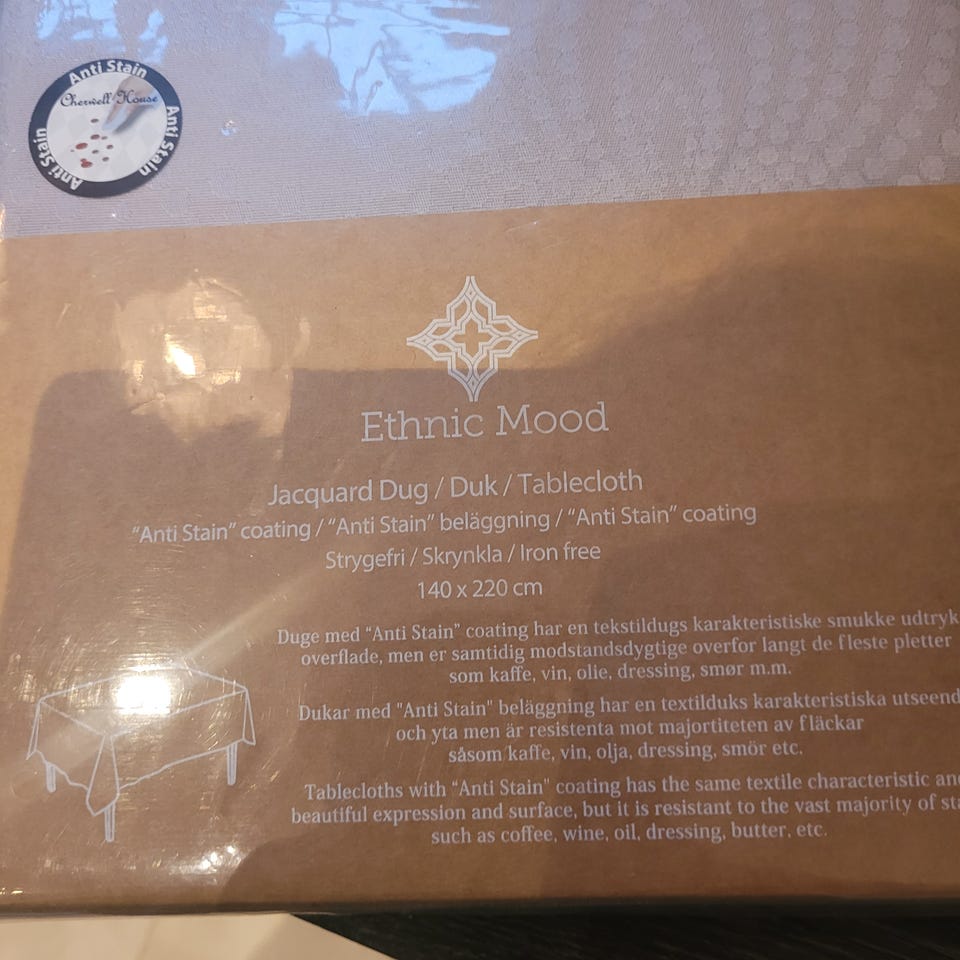 Anti Stain
Cherwell House
Anti Stain
Anti Stain
Ethnic Mood
Jacquard Dug / Duk / Tablecloth
"Anti Stain" coating / "Anti Stain" beläggning / "Anti Stain" coating
Strygefri / Skrynkla / Iron free
140 x 220 cm
Duge med "Anti Stain" coating har en tekstildugs karakteristiske smukke udtryk
overflade, men er samtidig modstandsdygtige overfor langt de fleste pletter
som kaffe, vin, olie, dressing, smør m.m.
Dukar med "Anti Stain" beläggning har en textilduks karakteristiska utseend
och yta men är resistenta mot majortiteten av fläckar
såsom kaffe, vin, olja, dressing, smör etc.
Tablecloths with "Anti Stain" coating has the same textile characteristic an
beautiful expression and surface, but it is resistant to the vast majority of sta
such as coffee, wine, oil, dressing, butter, etc.